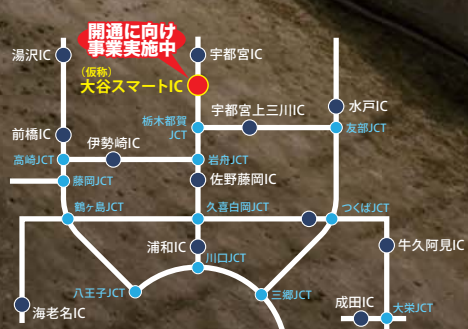 開通に向け
事業実施中
湯沢IC
宇都宮IC
(仮称)
大谷スマートIC
水戸IC
宇都宮上三川IC
栃木都賀
JCT
友部JCT
前橋IC
伊勢崎IC
高崎JCT
岩舟JCT
藤岡JCT
佐野藤岡IC
鶴ヶ島JCT
久喜白岡JCT
つくばJCT
浦和IC
川口JCT
牛久阿見IC
八王子JCT
三郷JCT
海老名IC
成田IC
大栄JCT